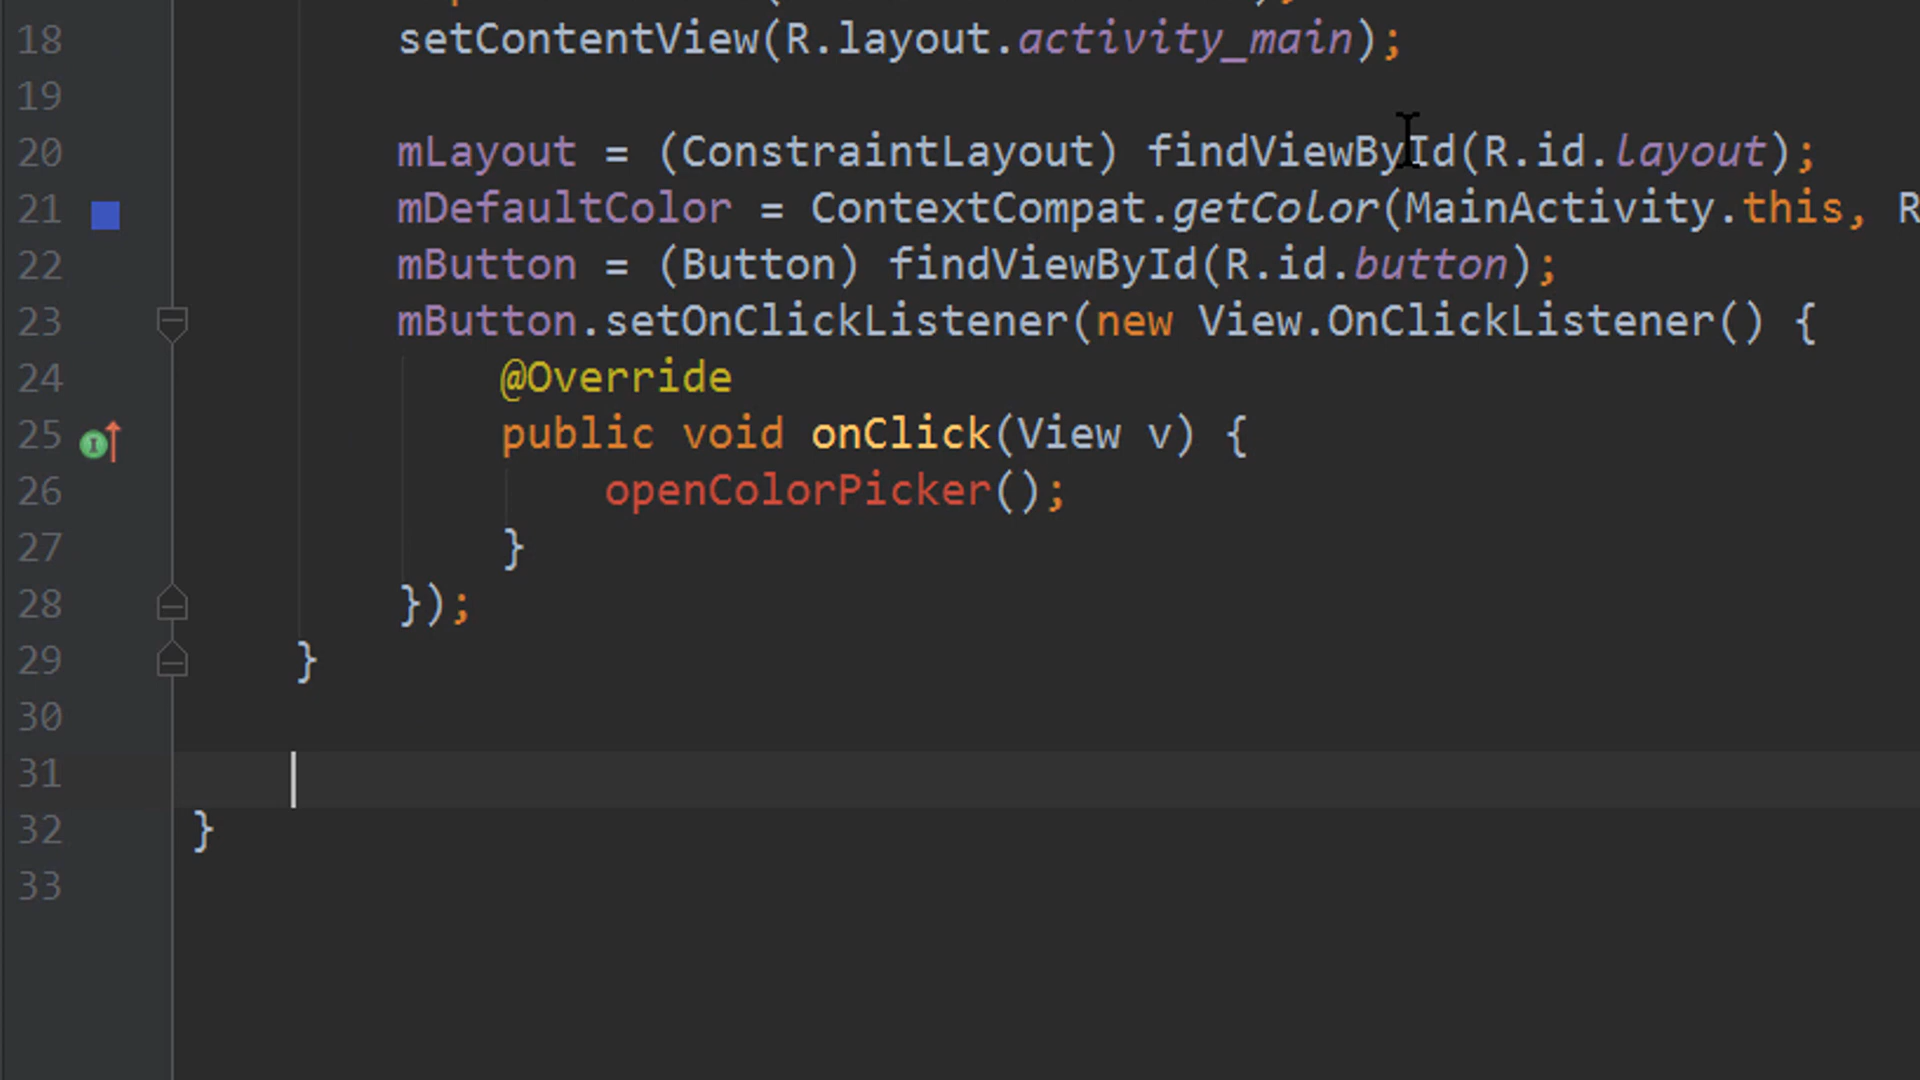 18 setContentView(R.layout.activity_main);
19
20 mLayout = (ConstraintLayout) findViewById(R.id.layout);
21 mDefaultColor = ContextCompat.getColor(MainActivity.this, R
22 mButton = (Button) findViewById(R.id.button);
23 mButton.setOnClickListener(new View.OnClickListener() {
24 @Override
25 public void onClick(View v) {
26 openColorPicker();
27 }
28 });
29 }
30
31
32 }
33